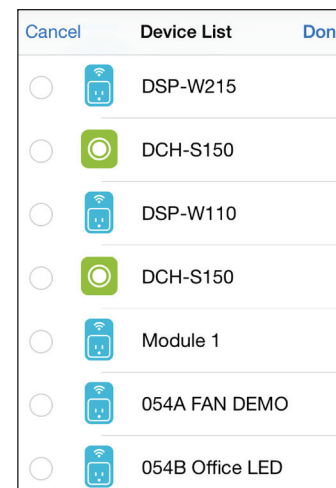 Cancel Device List Don
DSP-W215
DCH-S150
DSP-W110
DCH-S150
Module 1
054A FAN DEMO
054B Office LED